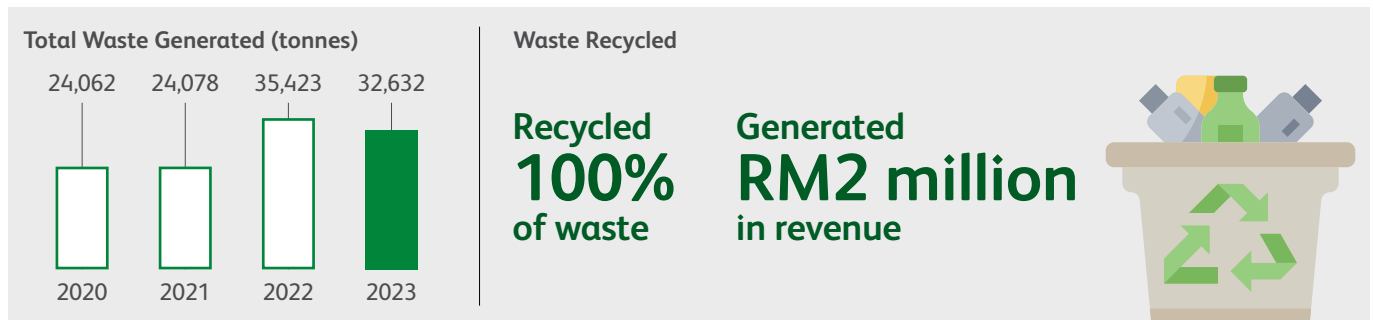 Total Waste Generated (tonnes)
24,062 24,078 35,423 32,632
2020 2021 2022 2023
Waste Recycled
Recycled
100%
of waste
Generated
RM2 million
in revenue